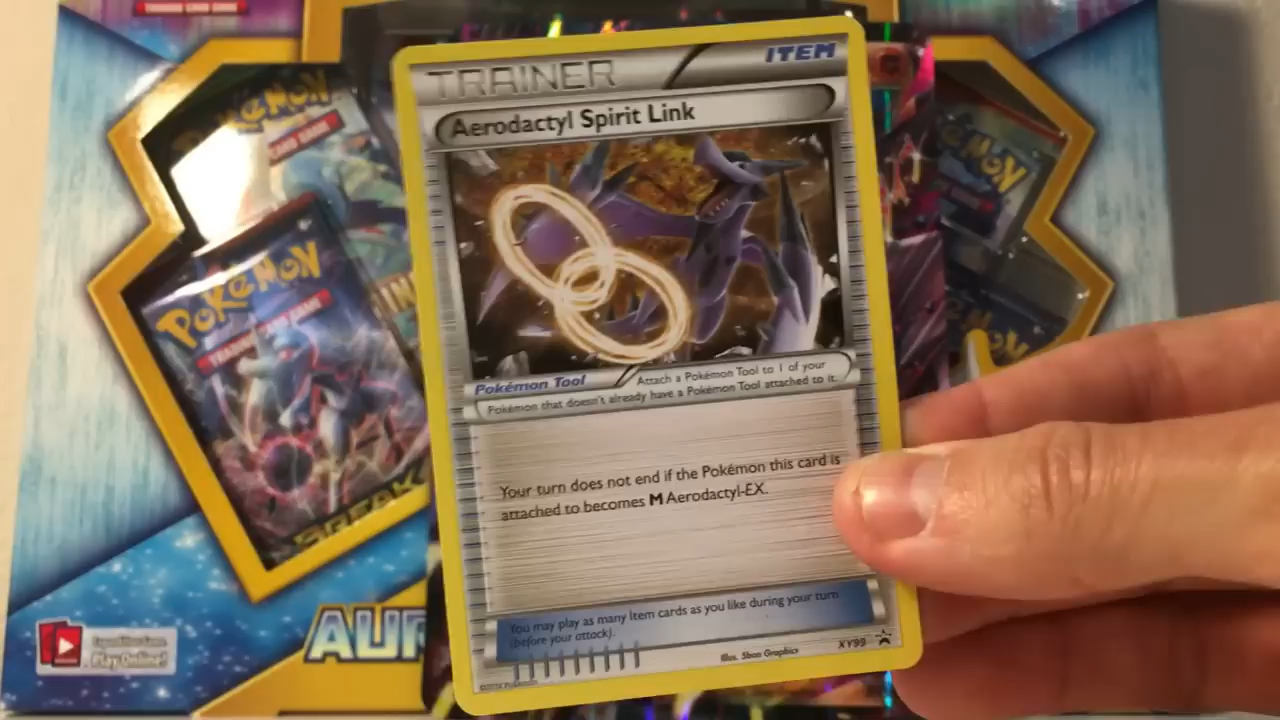 TRAINER
ITEM
Aerodactyl Spirit Link
Pokémon Tool
Attach a Pokémon Tool to 1 of your
Pokémon that doesn't already have a Pokémon Tool attached to it.
Your turn does not end if the Pokémon this card is
attached to becomes M Aerodactyl-EX.
You may play as many Item cards as you like during your turn
(before your attack).
Illus. 5ban Graphics
XY99
POKéMON
TRADING CARD GAME
POKéMON
TRADING CARD GAME
BREAK
AUR
Play Online!